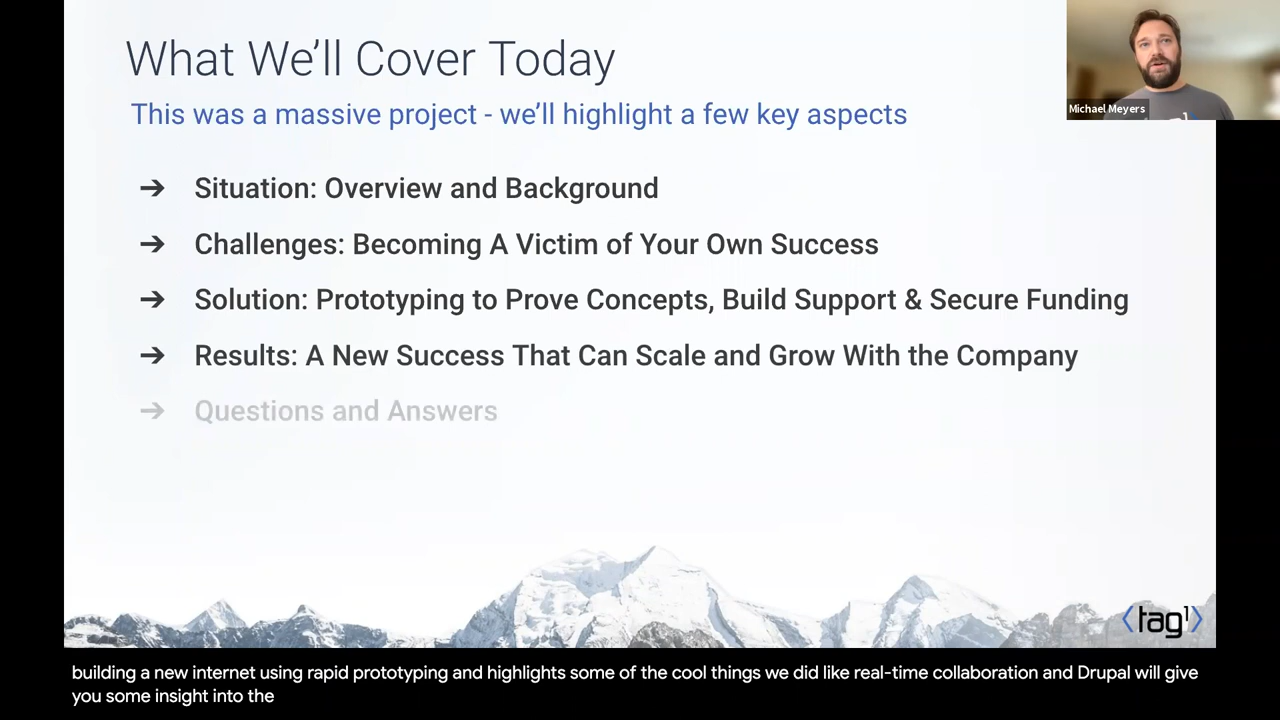 What We’ll Cover Today
This was a massive project - we’ll highlight a few key aspects
Michael Meyers
➔ Situation: Overview and Background
➔ Challenges: Becoming A Victim of Your Own Success
➔ Solution: Prototyping to Prove Concepts, Build Support & Secure Funding
➔ Results: A New Success That Can Scale and Grow With the Company
➔ Questions and Answers
⟨tag1⟩
building a new internet using rapid prototyping and highlights some of the cool things we did like real-time collaboration and Drupal will give
you some insight into the